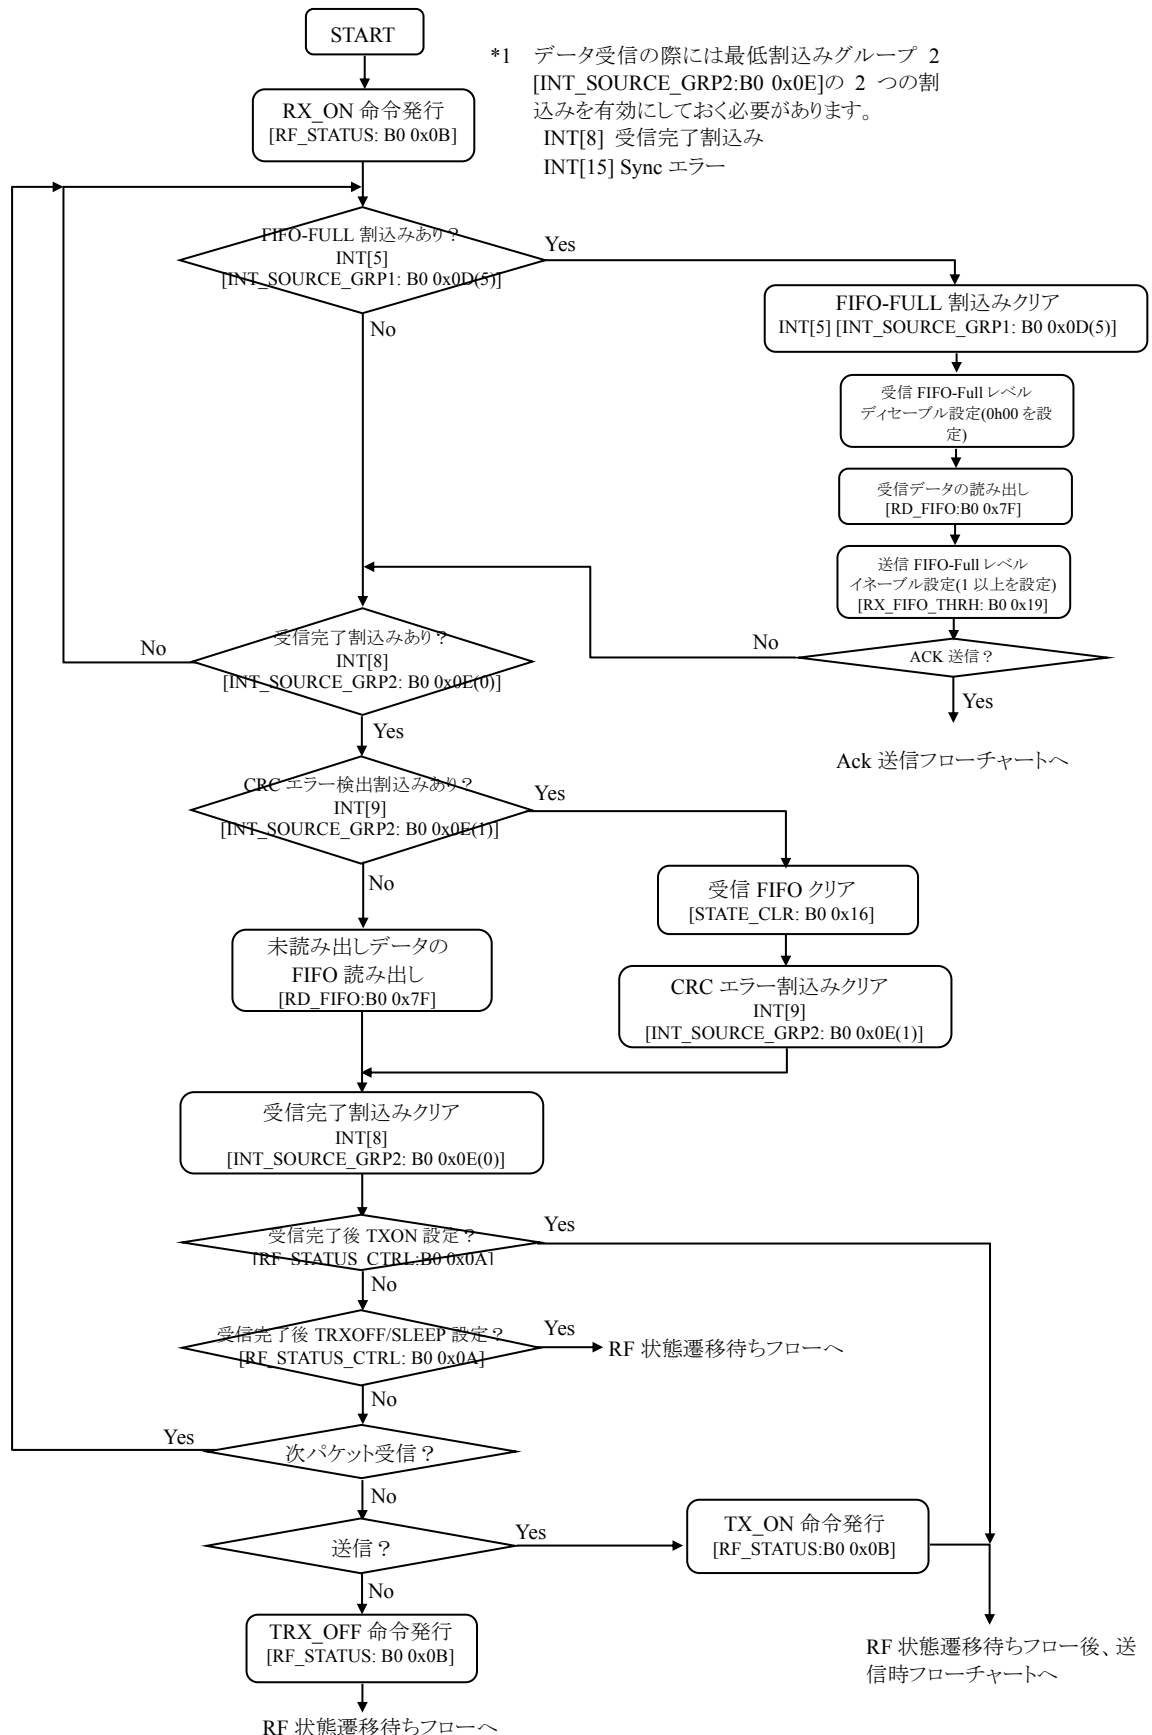 START
*1 データ受信の際には最低割込みグループ 2
[INT_SOURCE_GRP2:B0 0x0E]の 2 つの割
込みを有効にしておく必要があります。
INT[8] 受信完了割込み
INT[15] Sync エラー
RX_ON 命令発行
[RF_STATUS: B0 0x0B]
FIFO-FULL 割込みあり?
INT[5]
[INT_SOURCE_GRP1: B0 0x0D(5)]
Yes
No
FIFO-FULL 割込みクリア
INT[5] [INT_SOURCE_GRP1: B0 0x0D(5)]
受信 FIFO-Full レベル
ディセーブル設定(0h00 を設
定)
受信データの読み出し
[RD_FIFO:B0 0x7F]
送信 FIFO-Full レベル
イネーブル設定(1 以上を設定)
[RX_FIFO_THRH: B0 0x19]
ACK 送信?
No
Yes
Ack 送信フローチャートへ
受信完了割込みあり?
INT[8]
[INT_SOURCE_GRP2: B0 0x0E(0)]
No
Yes
CRC エラー検出割込みあり?
INT[9]
[INT_SOURCE_GRP2: B0 0x0E(1)]
Yes
No
受信 FIFO クリア
[STATE_CLR: B0 0x16]
未読み出しデータの
FIFO 読み出し
[RD_FIFO:B0 0x7F]
CRC エラー割込みクリア
INT[9]
[INT_SOURCE_GRP2: B0 0x0E(1)]
受信完了割込みクリア
INT[8]
[INT_SOURCE_GRP2: B0 0x0E(0)]
受信完了後 TXON 設定?
[RF_STATUS_CTRL:B0 0x0A]
Yes
No
受信完了後 TRXOFF/SLEEP 設定?
[RF_STATUS_CTRL: B0 0x0A]
Yes
RF 状態遷移待ちフローへ
No
次パケット受信?
Yes
No
送信?
Yes
TX_ON 命令発行
[RF_STATUS:B0 0x0B]
No
TRX_OFF 命令発行
[RF_STATUS: B0 0x0B]
RF 状態遷移待ちフロー後、送
信時フローチャートへ
RF 状態遷移待ちフローへ